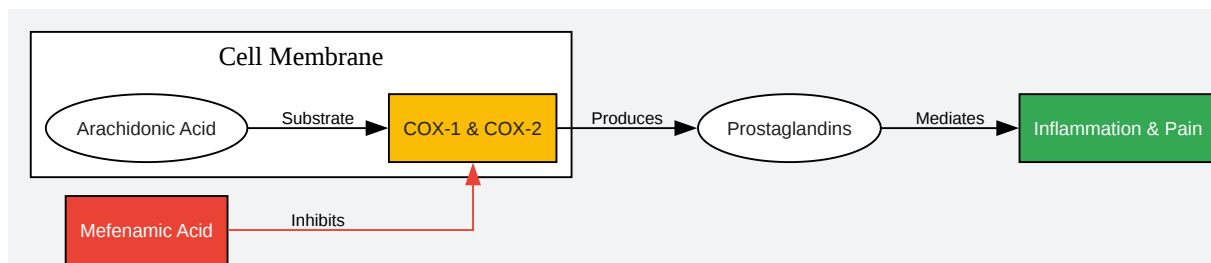 Cell Membrane
Arachidonic Acid
Substrate
COX-1 & COX-2
Produces
Prostaglandins
Mediates
Inflammation & Pain
Mefenamic Acid
Inhibits